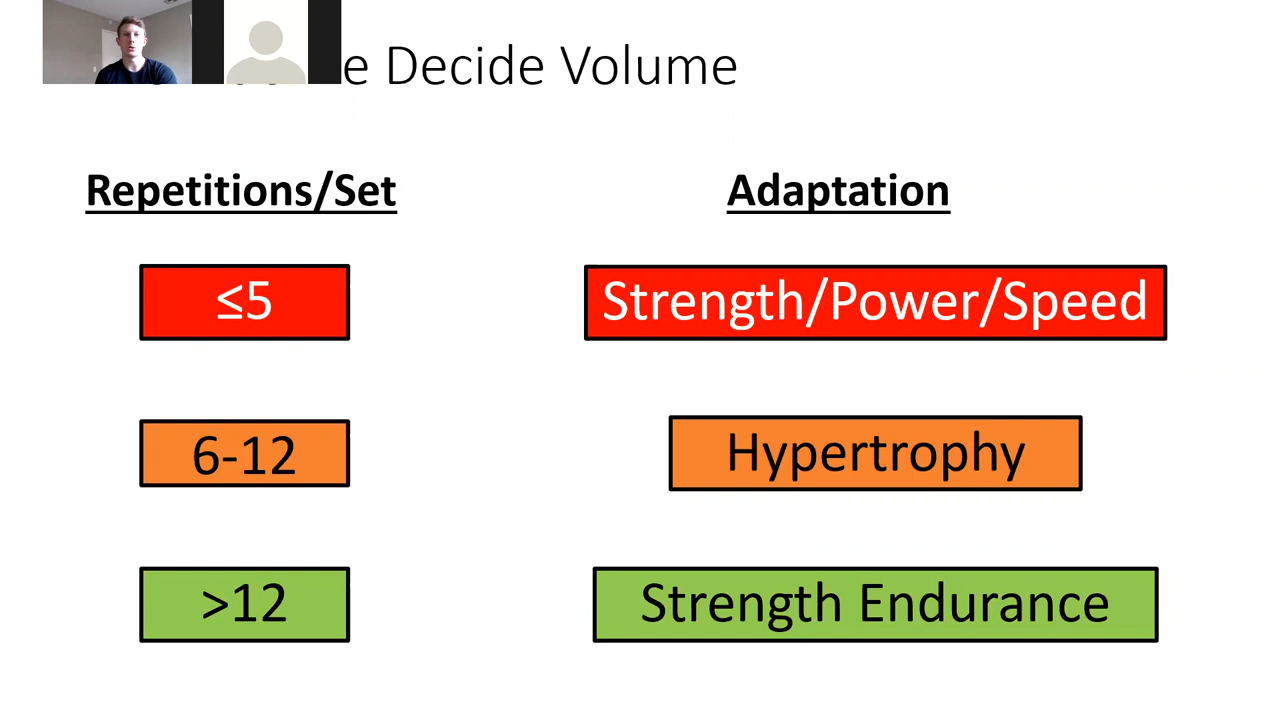 e Decide Volume
Repetitions/Set Adaptation
≤5 Strength/Power/Speed
6-12 Hypertrophy
>12 Strength Endurance